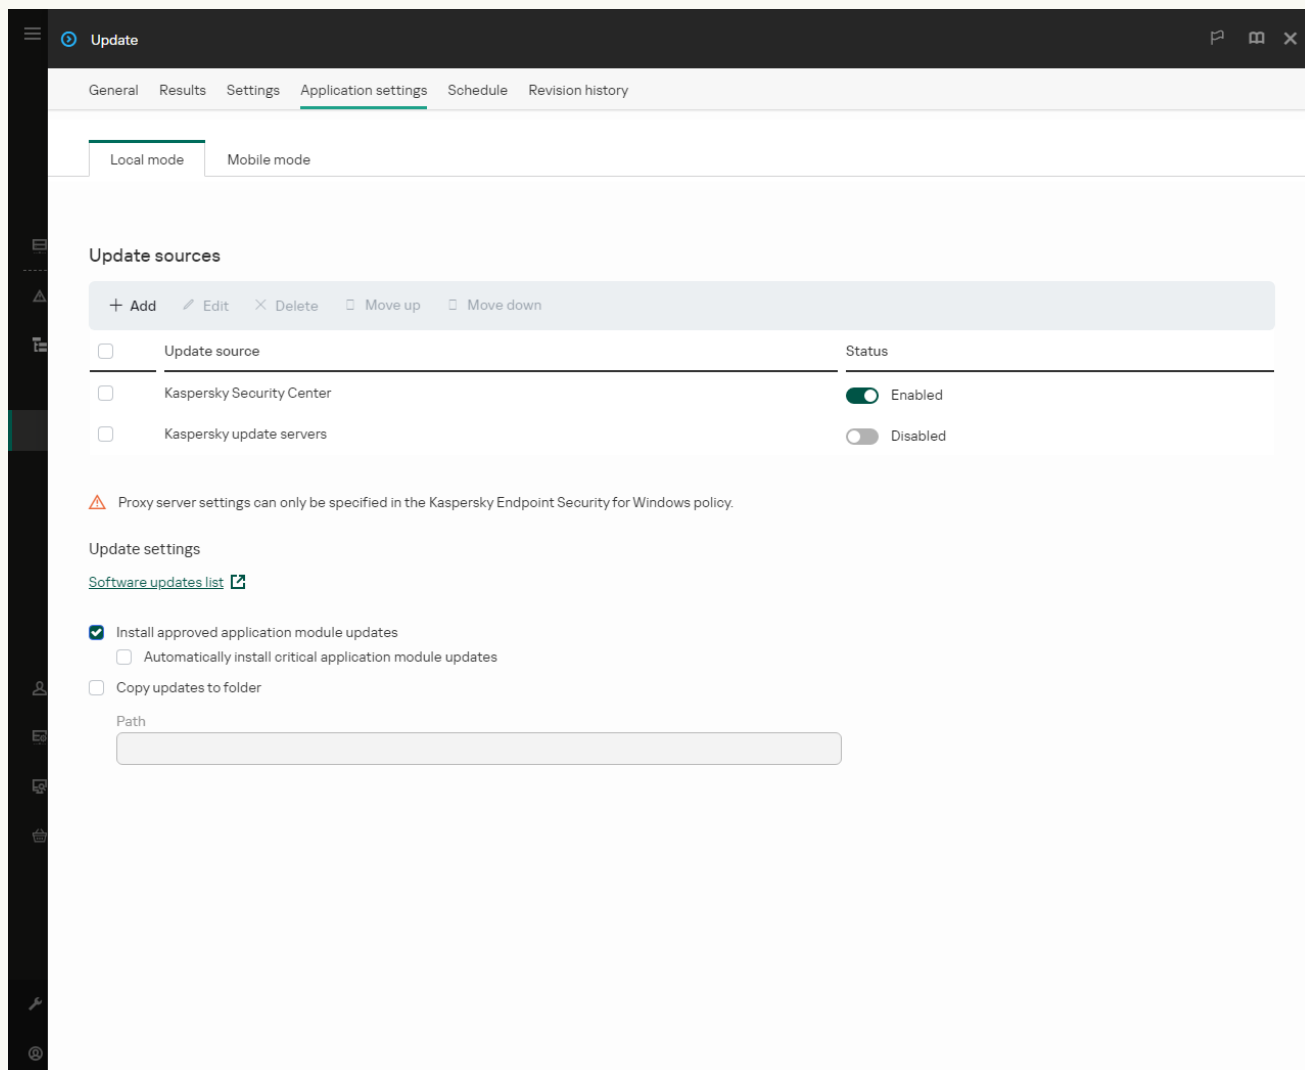 Update
General Results Settings Application settings Schedule Revision history
Local mode Mobile mode
Update sources
Add Edit Delete Move up Move down
Update source Status
Kaspersky Security Center Enabled
Kaspersky update servers Disabled
Proxy server settings can only be specified in the Kaspersky Endpoint Security for Windows policy.
Update settings
Software updates list
Install approved application module updates
Automatically install critical application module updates
Copy updates to folder
Path